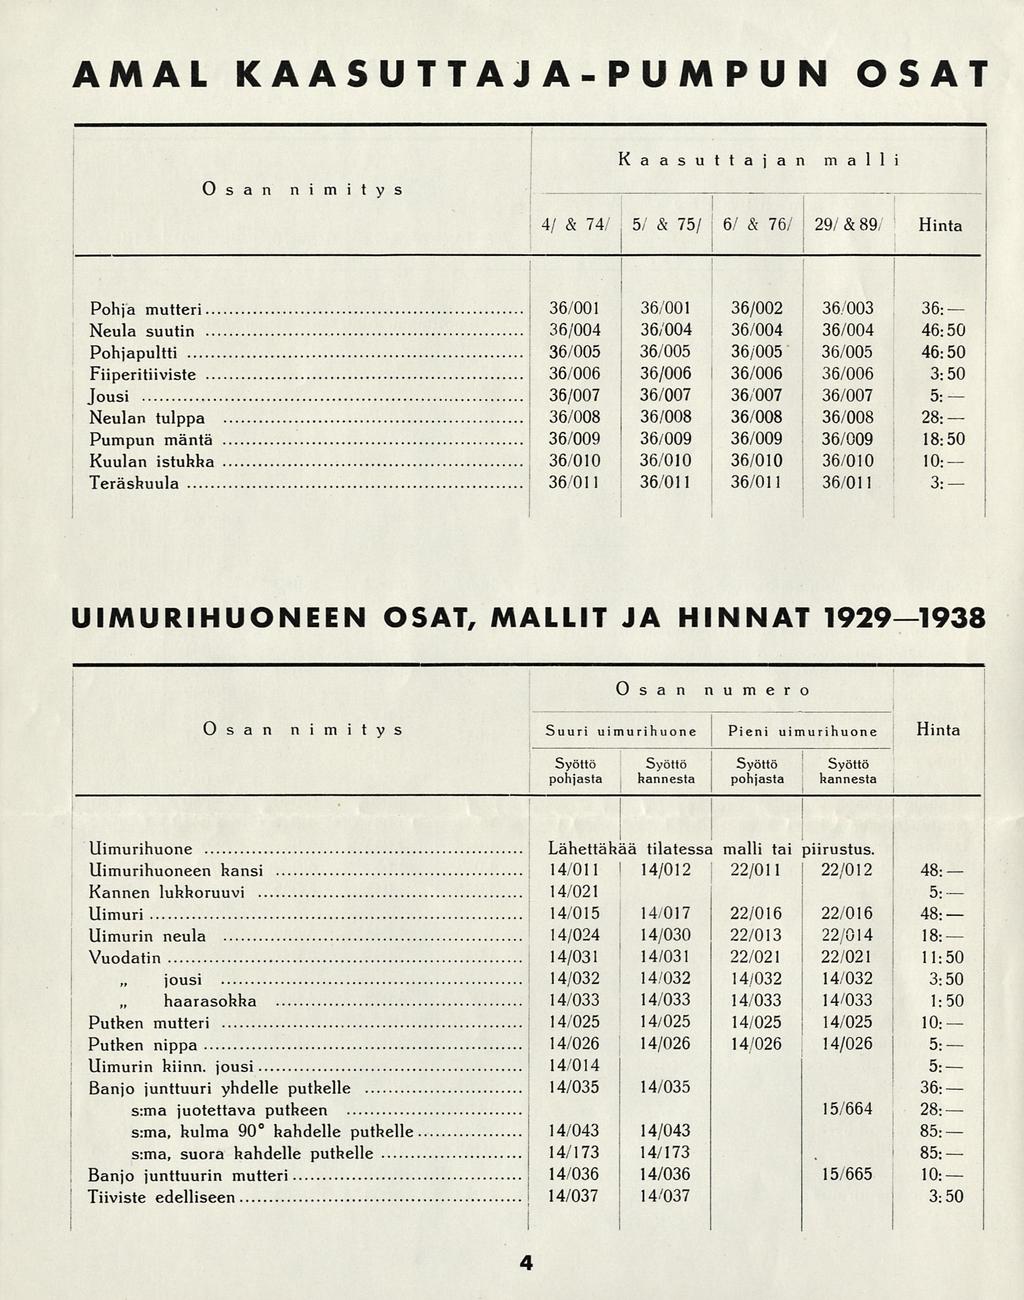 AMAL KAASUTTAJA-PUMPUN OSAT
Osan nimitys
Kaasuttajan malli
4/ & 74/ 5/ & 75/ 6/ & 76/ 29/ & 89/ Hinta
Pohja mutteri 36/001 36/001 36/002 36/003 36: —
Neula suutin 36/004 36/004 36/004 36/004 46: 50
Pohjapultti 36/005 36/005 36/005 36/005 46: 50
Fiiperitiiviste 36/006 36/006 36/006 36/006 3: 50
Jousi 36/007 36/007 36/007 36/007 5: —
Neulan tulppa 36/008 36/008 36/008 36/008 28: —
Pumpun mäntä 36/009 36/009 36/009 36/009 18: 50
Kuulan istukka 36/010 36/010 36/010 36/010 10: —
Teräskuula 36/011 36/011 36/011 36/011 3: —
UIMURIHUONEEN OSAT, MALLIT JA HINNAT 1929—1938
Osan nimitys
Osan numero
Hinta
Suuri uimurihuone Pieni uimurihuone
Syöttö pohjasta Syöttö kannesta Syöttö pohjasta Syöttö kannesta
Uimurihuone Lähettäkää tilatessa malli tai piirustus.
Uimurihuoneen kansi 14/011 14/012 22/011 22/012 48: —
Kannen lukkoruuvi 14/021 5: —
Uimuri 14/015 14/017 22/016 22/016 48: —
Uimurin neula 14/024 14/030 22/013 22/014 18: —
Vuodatin 14/031 14/031 22/021 22/021 11: 50
„ jousi 14/032 14/032 14/032 14/032 3: 50
„ haarasokka 14/033 14/033 14/033 14/033 1: 50
Putken mutteri 14/025 14/025 14/025 14/025 10: —
Putken nippa 14/026 14/026 14/026 14/026 5: —
Uimurin kiinn. jousi 14/014 5: —
Banjo junttuuri yhdelle putkelle 14/035 14/035 36: —
s:ma juotettava putkeen 15/664 28: —
s:ma, kulma 90° kahdelle putkelle 14/043 14/043 85: —
s:ma, suora kahdelle putkelle 14/173 14/173 85: —
Banjo junttuurin mutteri 14/036 14/036 15/665 10: —
Tiiviste edelliseen 14/037 14/037 3: 50
4